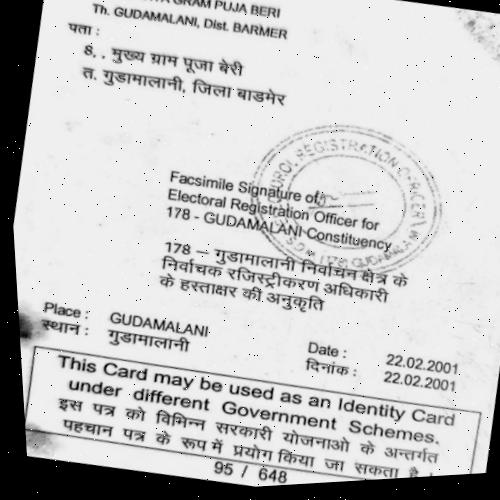 GRAM PUJA BERI
Th. GUDAMALANI, Dist. BARMER
पता :
8, . मुख्य ग्राम पूजा बेरी
त. गुडामालानी, जिला बाडमेर
Facsimile Signature of
Electoral Registration Officer for
178 - GUDAMALANI Constituency
178 – गुडामालानी निर्वाचन क्षेत्र के
निर्वाचक रजिस्ट्रीकरण अधिकारी
के हस्ताक्षर की अनुकृति
Place : GUDAMALANI
स्थान : गुडामालानी
Date : 22.02.2001
दिनांक : 22.02.2001
This Card may be used as an Identity Card
under different Government Schemes.
इस पत्र को विभिन्न सरकारी योजनाओ के अन्तर्गत
पहचान पत्र के रूप में प्रयोग किया जा सकता है ।
95 / 648